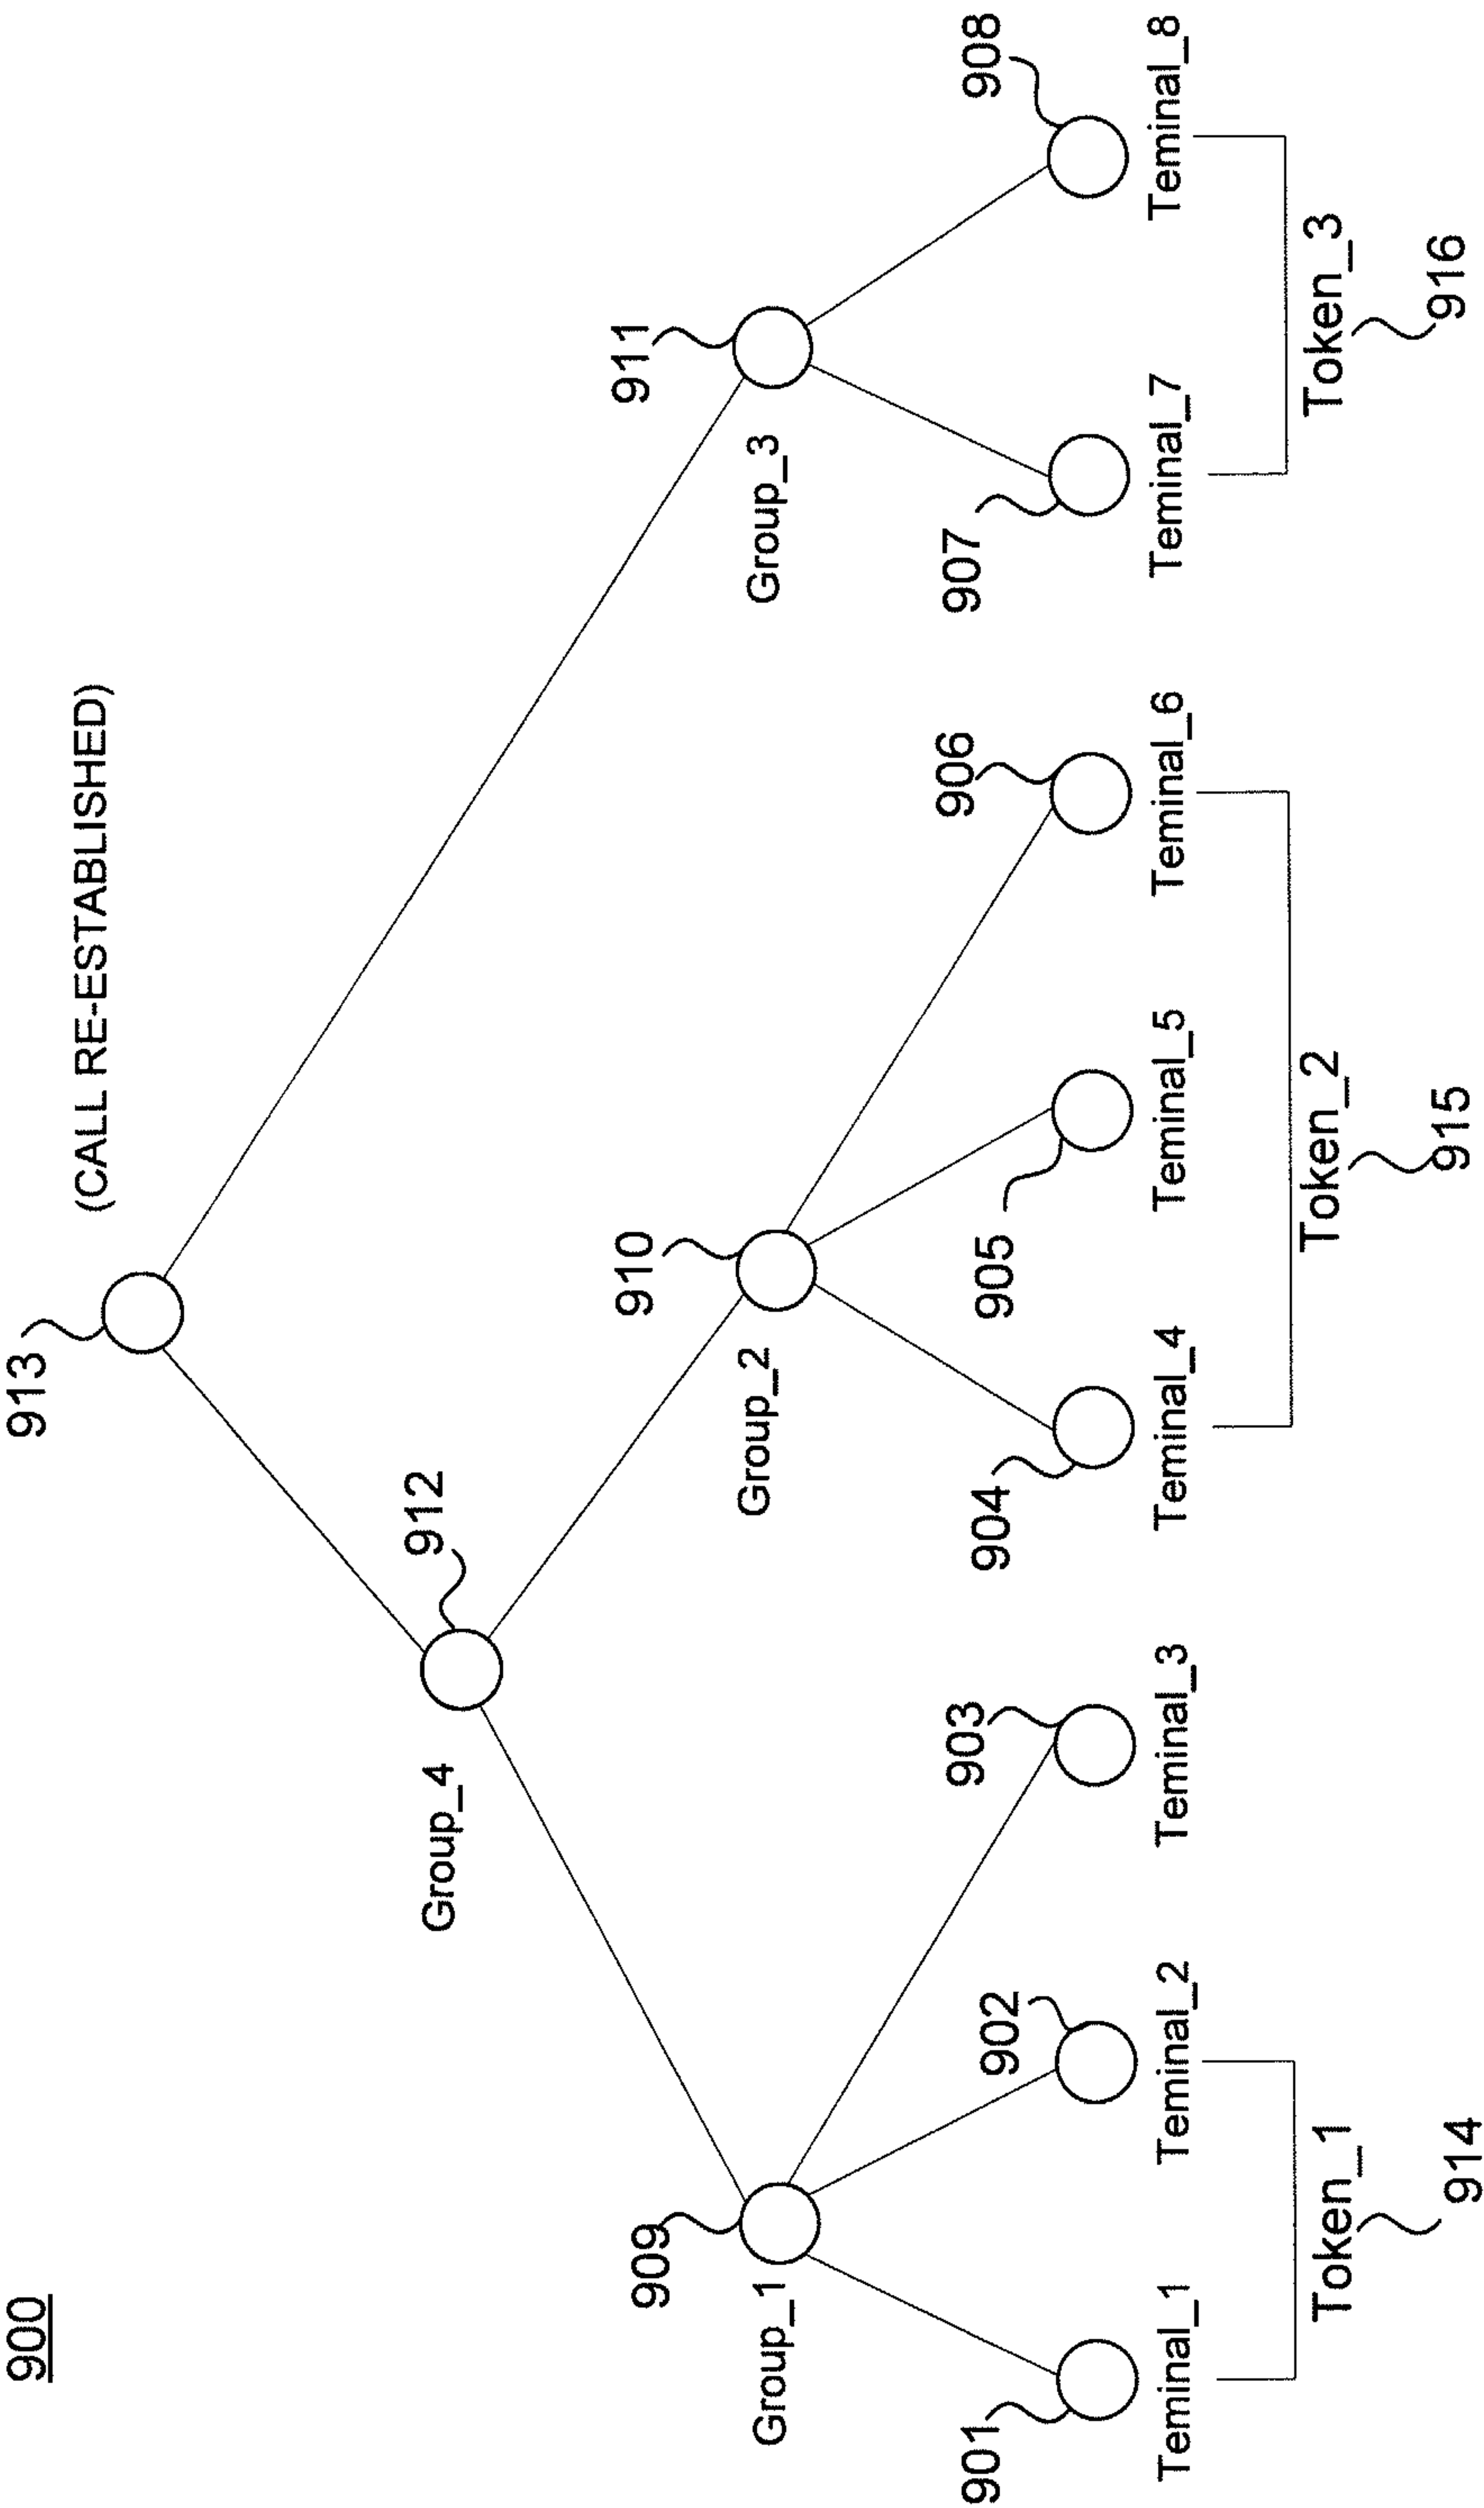 900
913
(CALL RE-ESTABLISHED)
Group_4
912
909
910
911
Group_1
Group_2
Group_3
901
902
903
904
905
906
907
908
Teminal_1
Teminal_2
Teminal_3
Teminal_4
Teminal_5
Teminal_6
Teminal_7
Teminal_8
Token_1
Token_2
Token_3
914
915
916